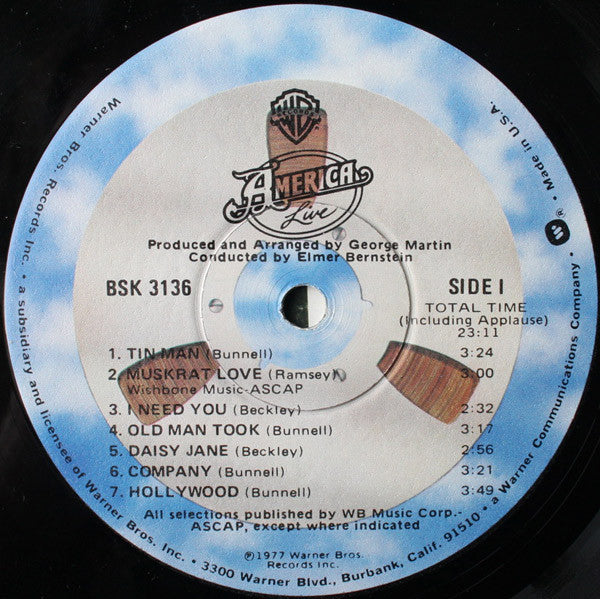 WB
RECORDS
AMERICA
Live
Produced and Arranged by George Martin
Conducted by Elmer Bernstein
BSK 3136
SIDE I
TOTAL TIME
(Including Applause)
23:11
1. TIN MAN (Bunnell) 3:24
2. MUSKRAT LOVE (Ramsey) 3:00
Wishbone Music-ASCAP
3. I NEED YOU (Beckley) 2:32
4. OLD MAN TOOK (Bunnell) 3:17
5. DAISY JANE (Beckley) 2:56
6. COMPANY (Bunnell) 3:21
7. HOLLYWOOD (Bunnell) 3:49
All selections published by WB Music Corp.-
ASCAP, except where indicated
℗1977 Warner Bros.
Records Inc.
Warner Bros. Records Inc. • a subsidiary and licensee of Warner Bros. Inc. • 3300 Warner Blvd., Burbank, Calif. 91510 • a Warner Communications Company. ® • Made in U.S.A.